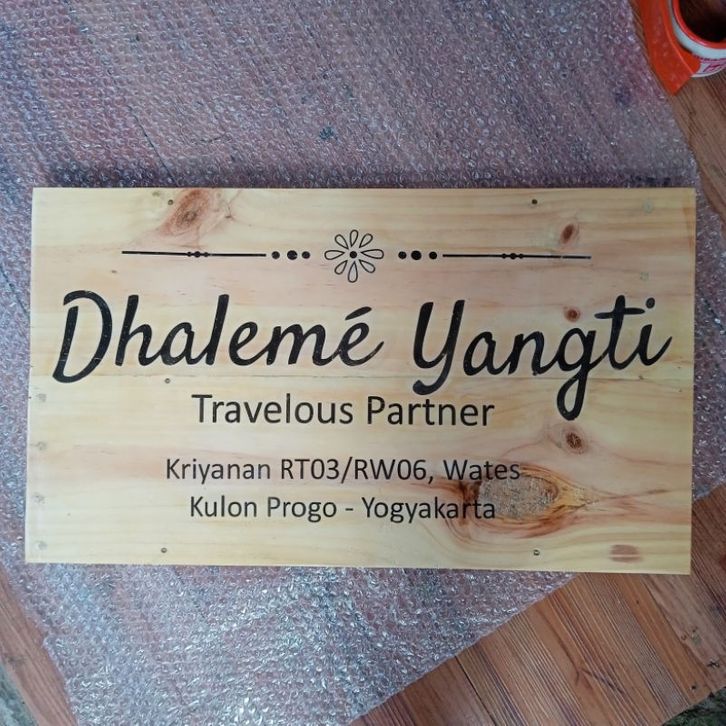 Dhalemé Yangti
Travelous Partner
Kriyanan RT03/RW06, Wates
Kulon Progo - Yogyakarta